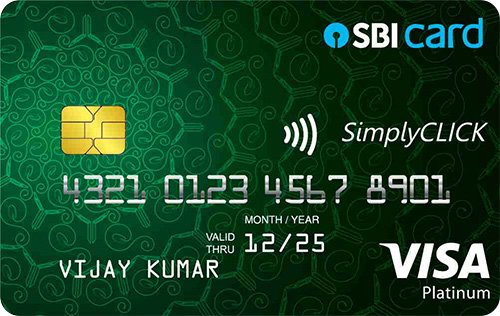 SBI card
SimplyCLICK
4321 0123 4567 8901
MONTH / YEAR
VALID THRU 12/25
VIJAY KUMAR
VISA
Platinum